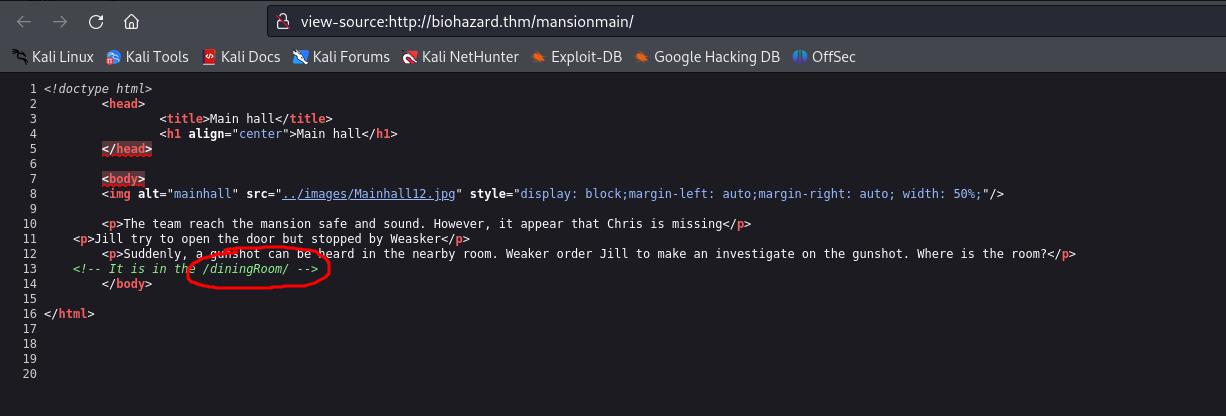 view-source:http://biohazard.thm/mansionmain/
Kali Linux Kali Tools Kali Docs Kali Forums Kali NetHunter Exploit-DB Google Hacking DB OffSec
1 <!doctype html>
2 <head>
3 <title>Main hall</title>
4 <h1 align="center">Main hall</h1>
5 </head>
6
7 <body>
8 <img alt="mainhall" src="../images/Mainhall12.jpg" style="display: block;margin-left: auto;margin-right: auto; width: 50%;"/>
9
10 <p>The team reach the mansion safe and sound. However, it appear that Chris is missing</p>
11 <p>Jill try to open the door but stopped by Weasker</p>
12 <p>Suddenly, a gunshot can be heard in the nearby room. Weaker order Jill to make an investigate on the gunshot. Where is the room?</p>
13 <!-- It is in the /diningRoom/ -->
14 </body>
15
16 </html>
17
18
19
20